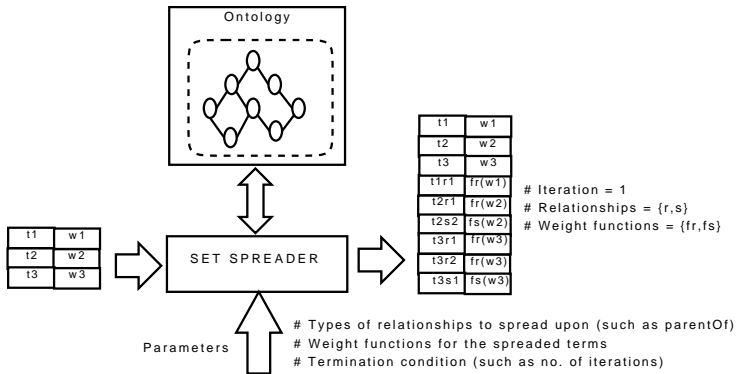 Ontology
t1 w1
t2 w2
t3 w3
SET SPREADER
t1 w1
t2 w2
t3 w3
t1r1 fr(w1)
t2r1 fr(w2)
t2s2 fs(w2)
t3r1 fr(w3)
t3r2 fr(w3)
t3s1 fs(w3)
# Iteration = 1
# Relationships = {r,s}
# Weight functions = {fr,fs}
Parameters
# Types of relationships to spread upon (such as parentOf)
# Weight functions for the spreaded terms
# Termination condition (such as no. of iterations)